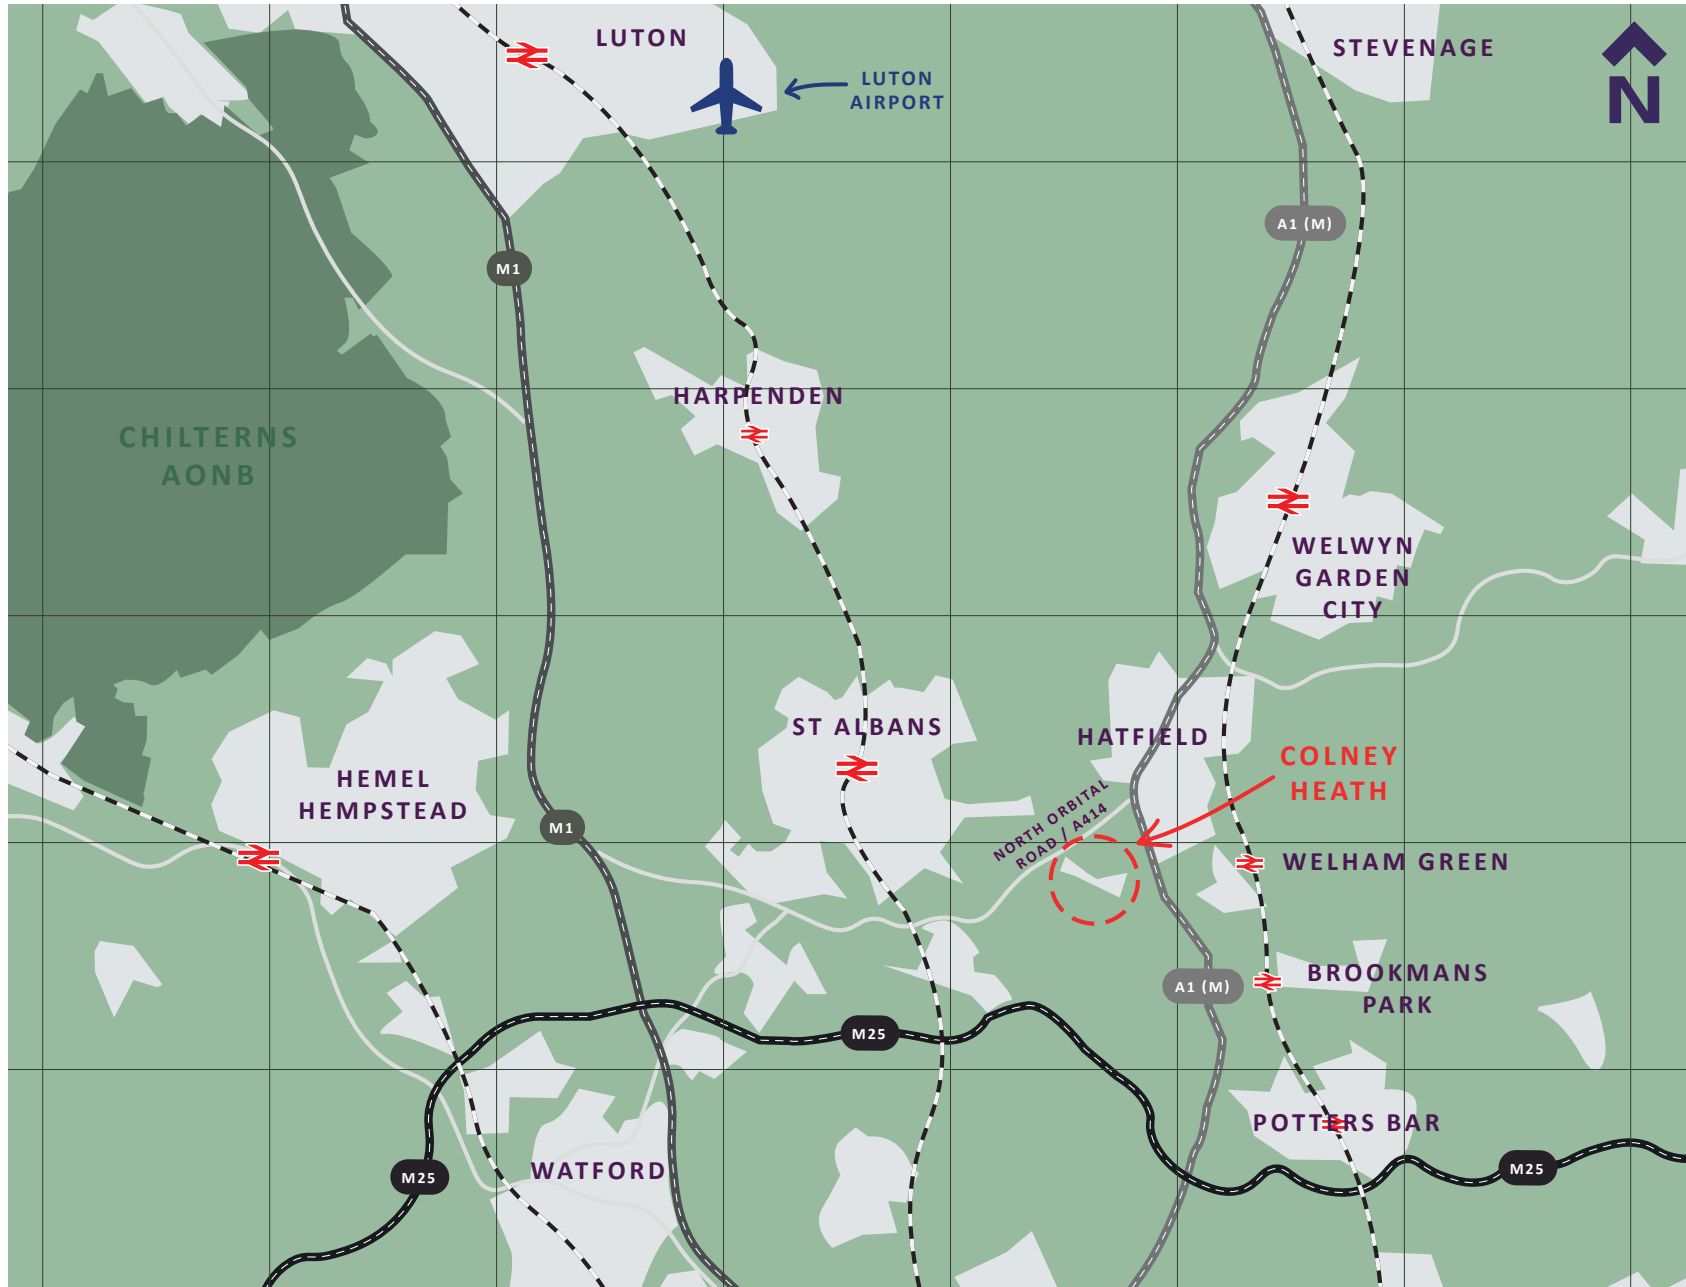 LUTON
STEVENAGE
LUTON
AIRPORT
N
A1 (M)
M1
HARPENDEN
CHILTERNS
AONB
WELWYN
GARDEN
CITY
ST ALBANS
HATFIELD
COLNEY
HEATH
HEMEL
HEMPSTEAD
NORTH ORBITAL
ROAD / A414
M1
WELHAM GREEN
BROOKMANS
PARK
A1 (M)
M25
POTTERS BAR
WATFORD
M25
M25